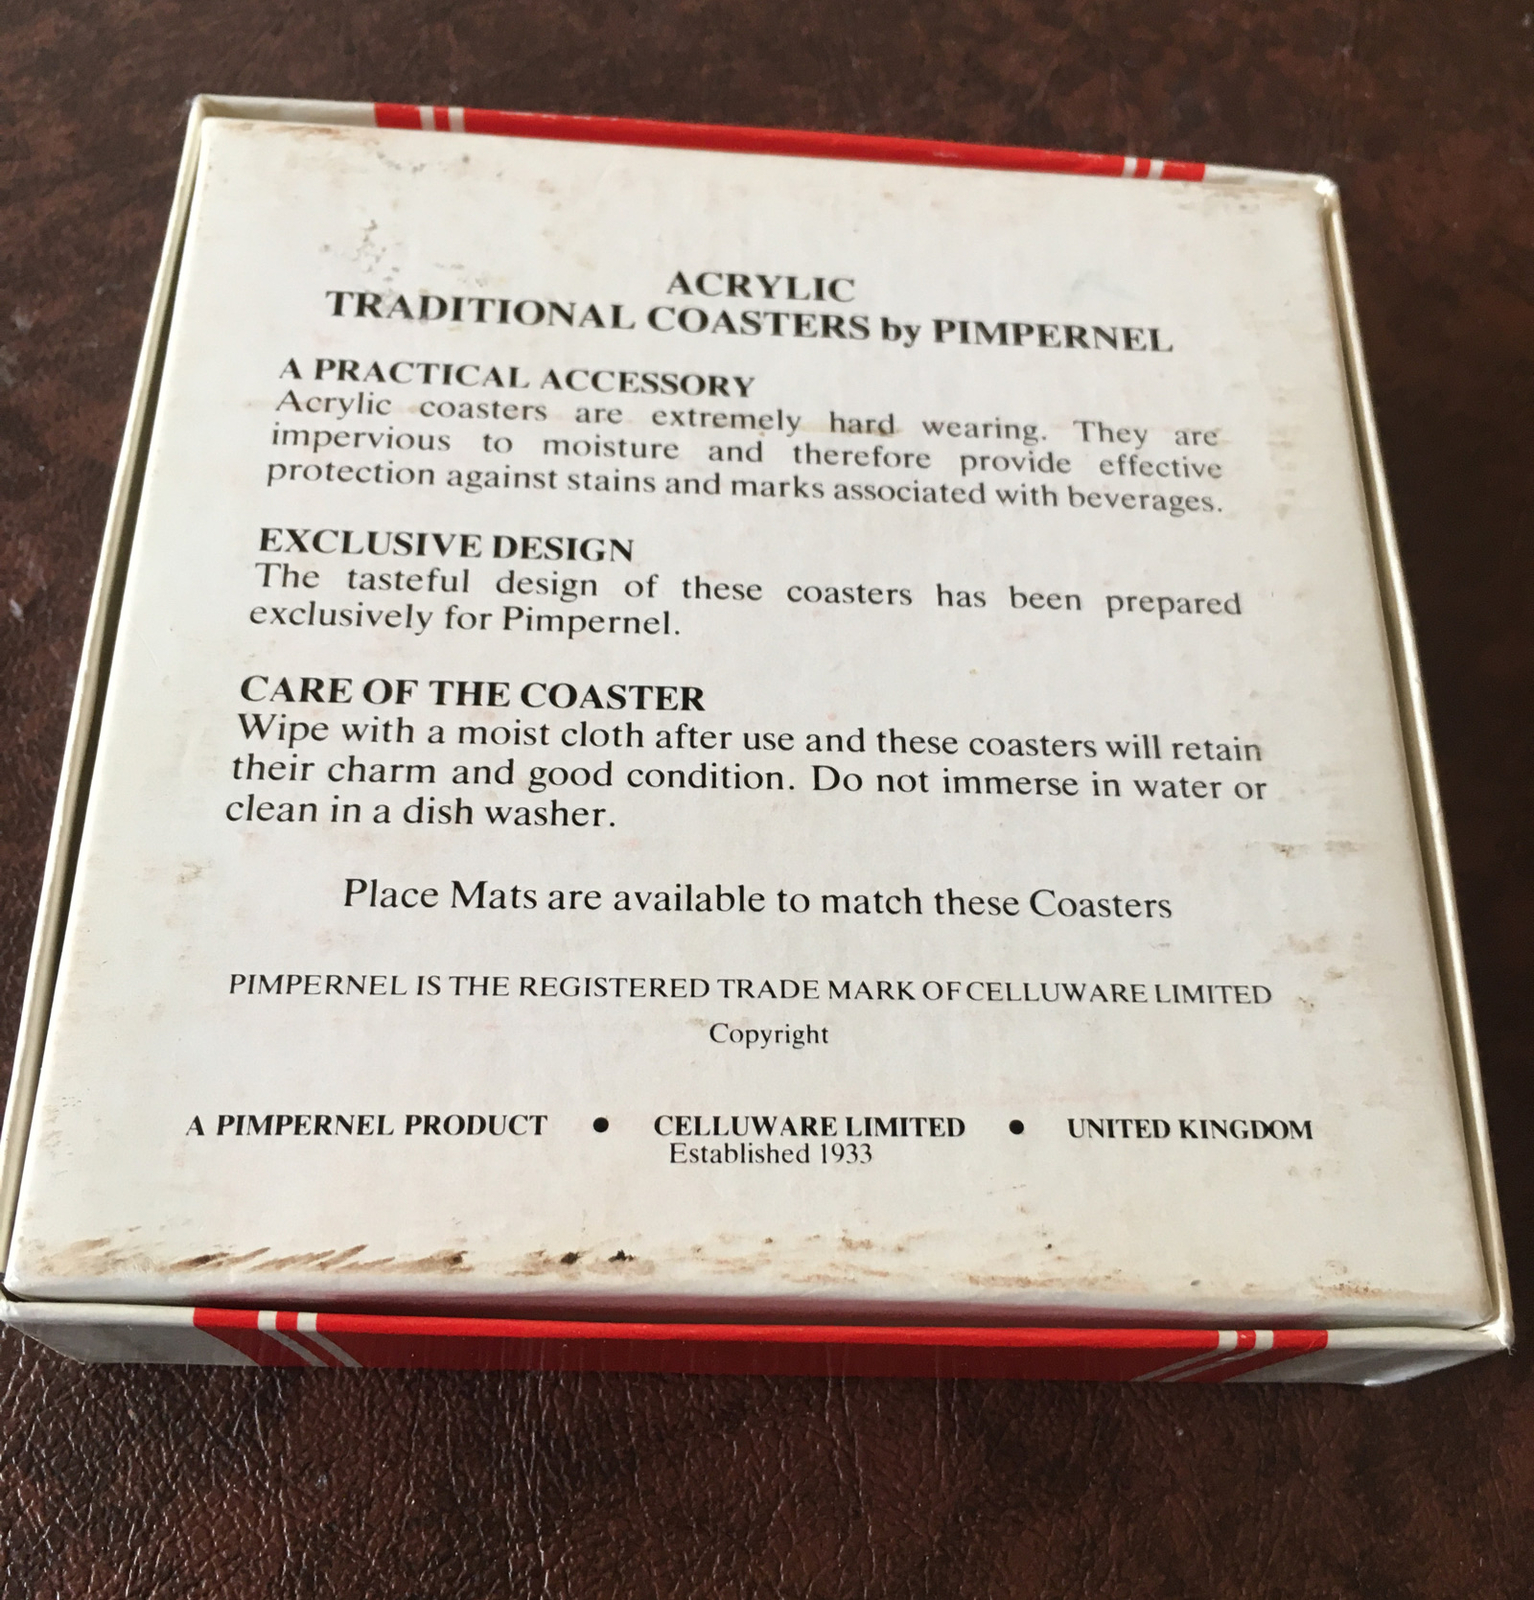 ACRYLIC
TRADITIONAL COASTERS by PIMPERNEL
A PRACTICAL ACCESSORY
Acrylic coasters are extremely hard wearing. They are
impervious to moisture and therefore provide effective
protection against stains and marks associated with beverages.
EXCLUSIVE DESIGN
The tasteful design of these coasters has been prepared
exclusively for Pimpernel.
CARE OF THE COASTER
Wipe with a moist cloth after use and these coasters will retain
their charm and good condition. Do not immerse in water or
clean in a dish washer.
Place Mats are available to match these Coasters
PIMPERNEL IS THE REGISTERED TRADE MARK OF CELLUWARE LIMITED
Copyright
A PIMPERNEL PRODUCT ● CELLUWARE LIMITED ● UNITED KINGDOM
Established 1933